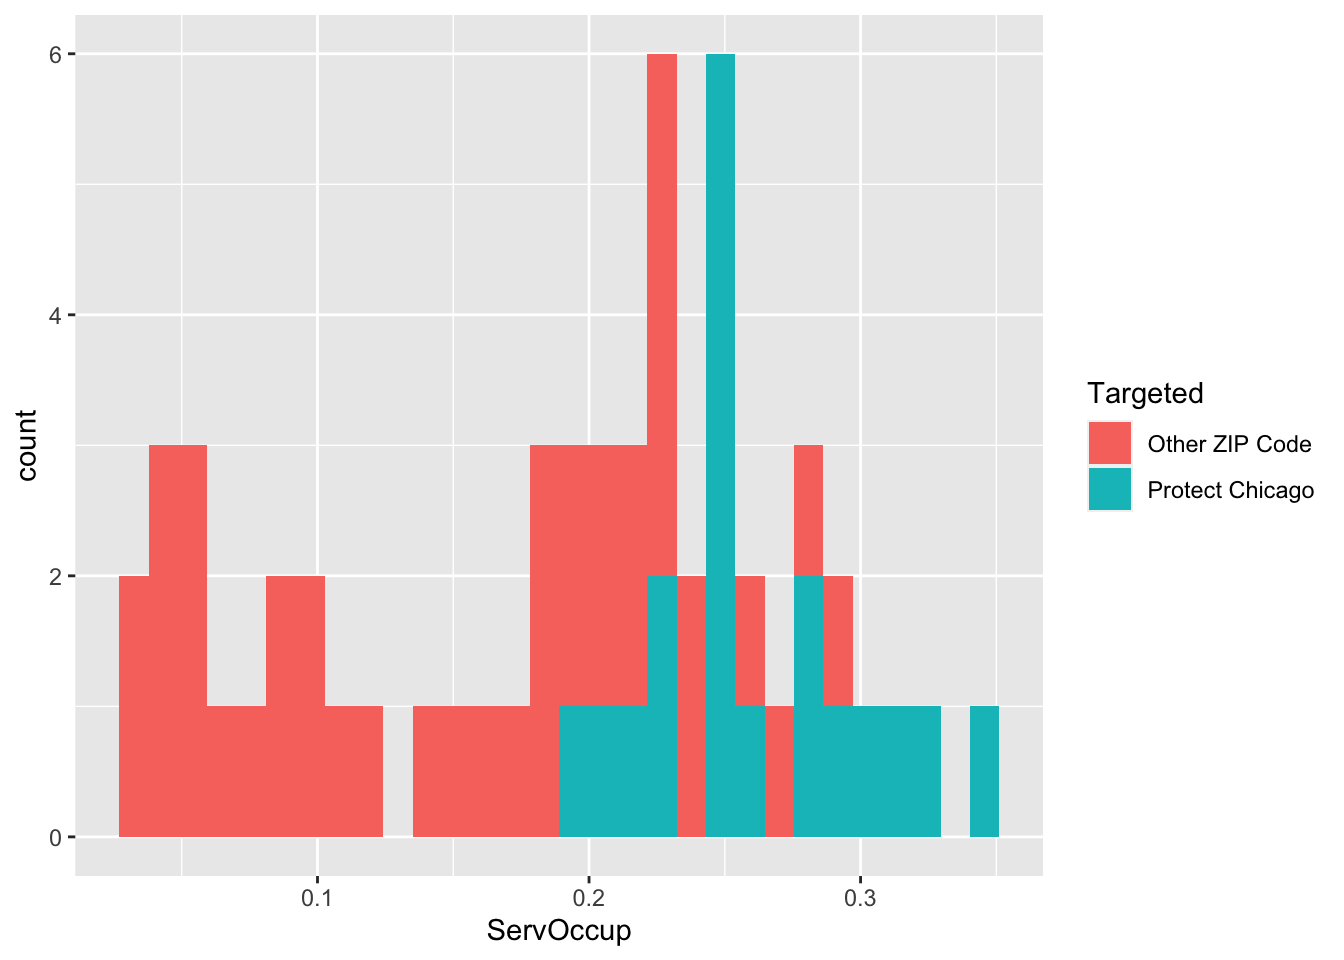 6
4
2
0
count
0.1
0.2
0.3
ServOccup
Targeted
Other ZIP Code
Protect Chicago